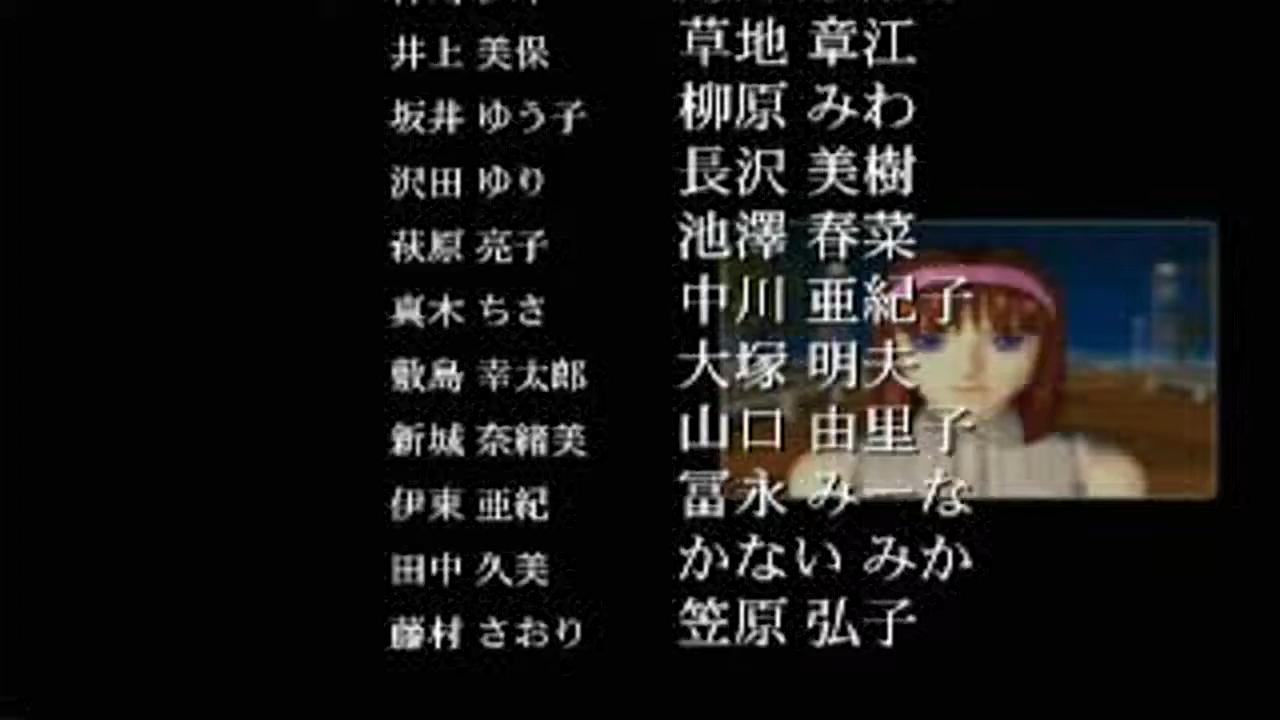 井上 美保 草地 章江
坂井 ゆう子 柳原 みわ
沢田 ゆり 長沢 美樹
萩原 亮子 池澤 春菜
真木 ちさ 中川 亜紀子
敷島 幸太郎 大塚 明夫
新城 奈緒美 山口 由里子
伊東 亜紀 冨永 みーな
田中 久美 かない みか
藤村 さおり 笠原 弘子